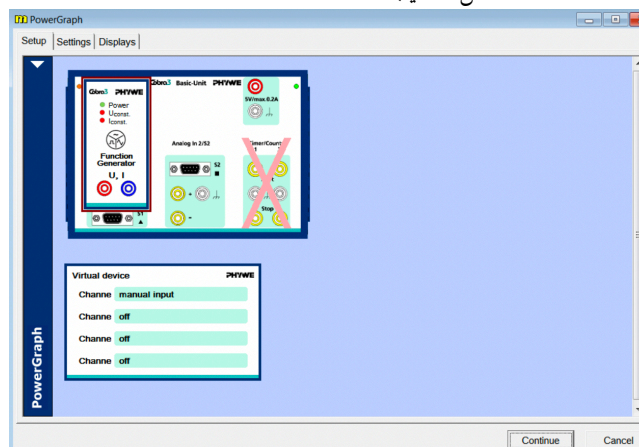 PowerGraph
Setup
Settings
Displays
Cobra3 Basic-Unit PHYWE
Cobra3 PHYWE
Power
Uconst.
Iconst.
Function
Generator
U, I
5V/max.0.2A
Analog In 2/S2
S2
+
-
S1
Stop
Virtual device PHYWE
Channe manual input
Channe off
Channe off
Channe off
PowerGraph
Continue
Cancel